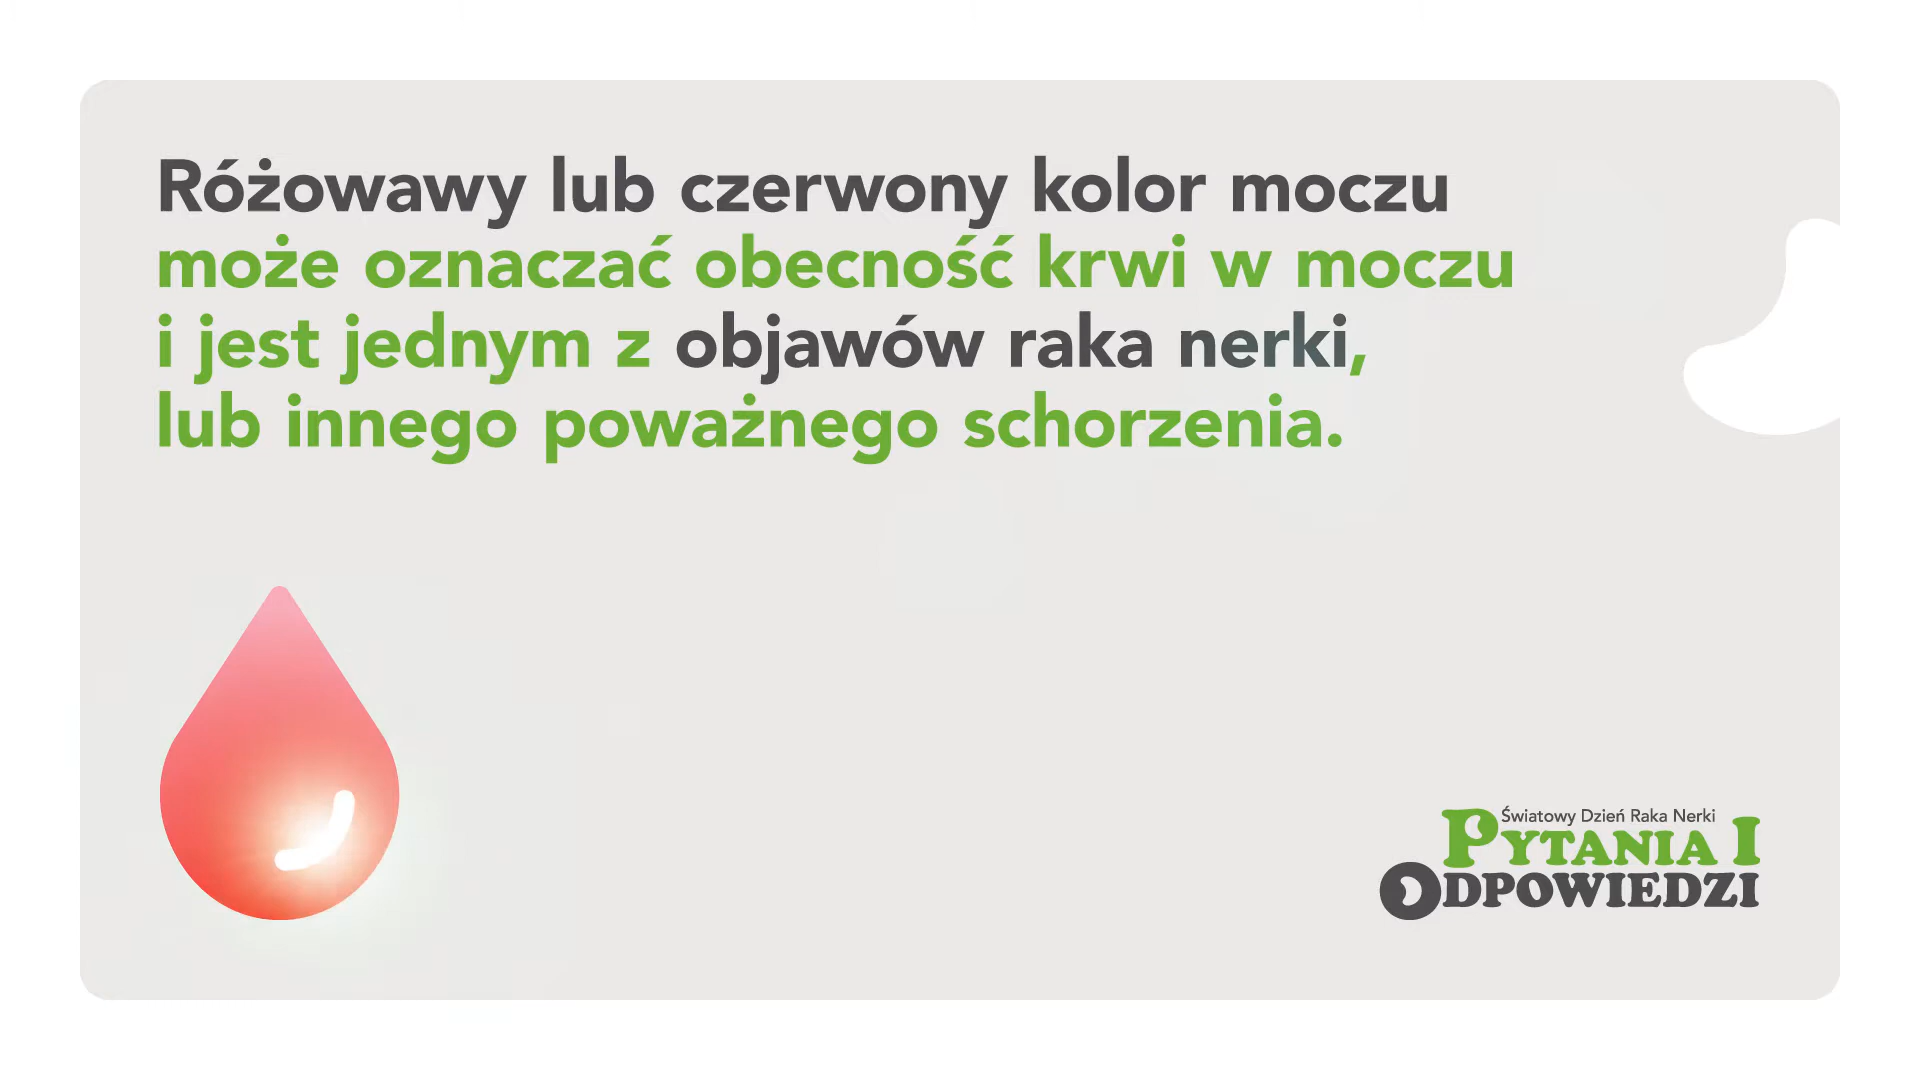 Różowawy lub czerwony kolor moczu
może oznaczać obecność krwi w moczu
i jest jednym z objawów raka nerki,
lub innego poważnego schorzenia.
Światowy Dzień Raka Nerki
PYTANIA I
ODPOWIEDZI